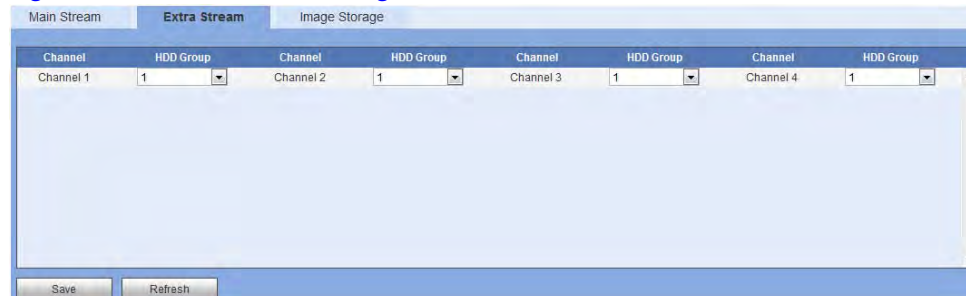 Main Stream Extra Stream Image Storage
Channel HDD Group Channel HDD Group Channel HDD Group Channel HDD Group
Channel 1 1 Channel 2 1 Channel 3 1 Channel 4 1
Save Refresh